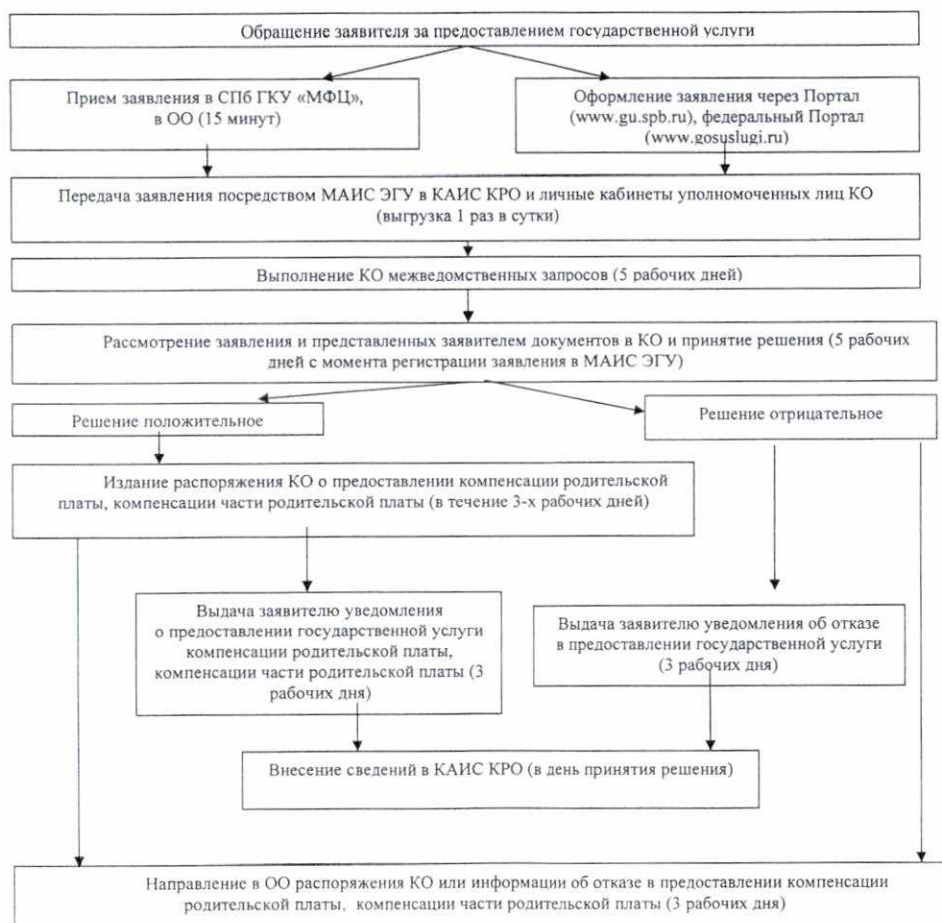 Обращение заявителя за предоставлением государственной услуги
Прием заявления в СПб ГКУ «МФЦ»,
в ОО (15 минут)
Оформление заявления через Портал
(www.gu.spb.ru), федеральный Портал
(www.gosuslugi.ru)
Передача заявления посредством МАИС ЭГУ в КАИС КРО и личные кабинеты уполномоченных лиц КО
(выгрузка 1 раз в сутки)
Выполнение КО межведомственных запросов (5 рабочих дней)
Рассмотрение заявления и представленных заявителем документов в КО и принятие решения (5 рабочих
дней с момента регистрации заявления в МАИС ЭГУ)
Решение положительное
Решение отрицательное
Издание распоряжения КО о предоставлении компенсации родительской
платы, компенсации части родительской платы (в течение 3-х рабочих дней)
Выдача заявителю уведомления
о предоставлении государственной услуги
компенсации родительской платы,
компенсации части родительской платы (3
рабочих дня)
Выдача заявителю уведомления об отказе
в предоставлении государственной услуги
(3 рабочих дня)
Внесение сведений в КАИС КРО (в день принятия решения)
Направление в ОО распоряжения КО или информации об отказе в предоставлении компенсации
родительской платы, компенсации части родительской платы (3 рабочих дня)